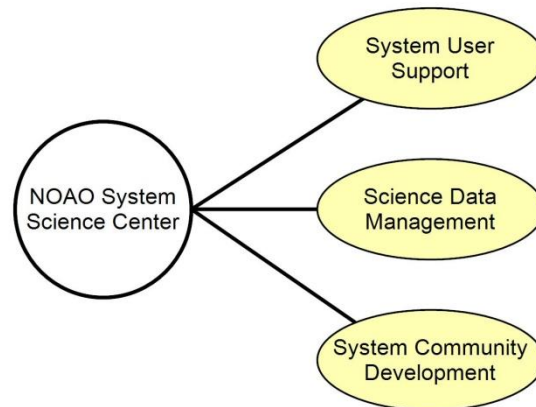 System User
Support
NOAO System
Science Center
Science Data
Management
System Community
Development